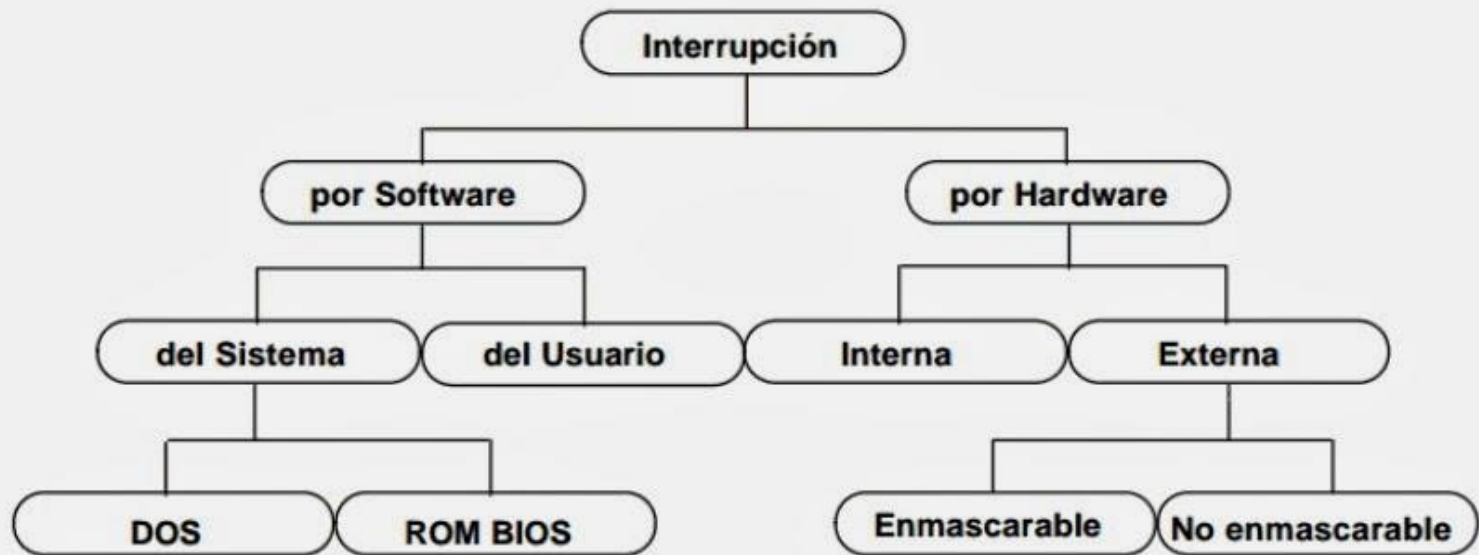 Interrupción
por Software
por Hardware
del Sistema
del Usuario
Interna
Externa
DOS
ROM BIOS
Enmascarable
No enmascarable